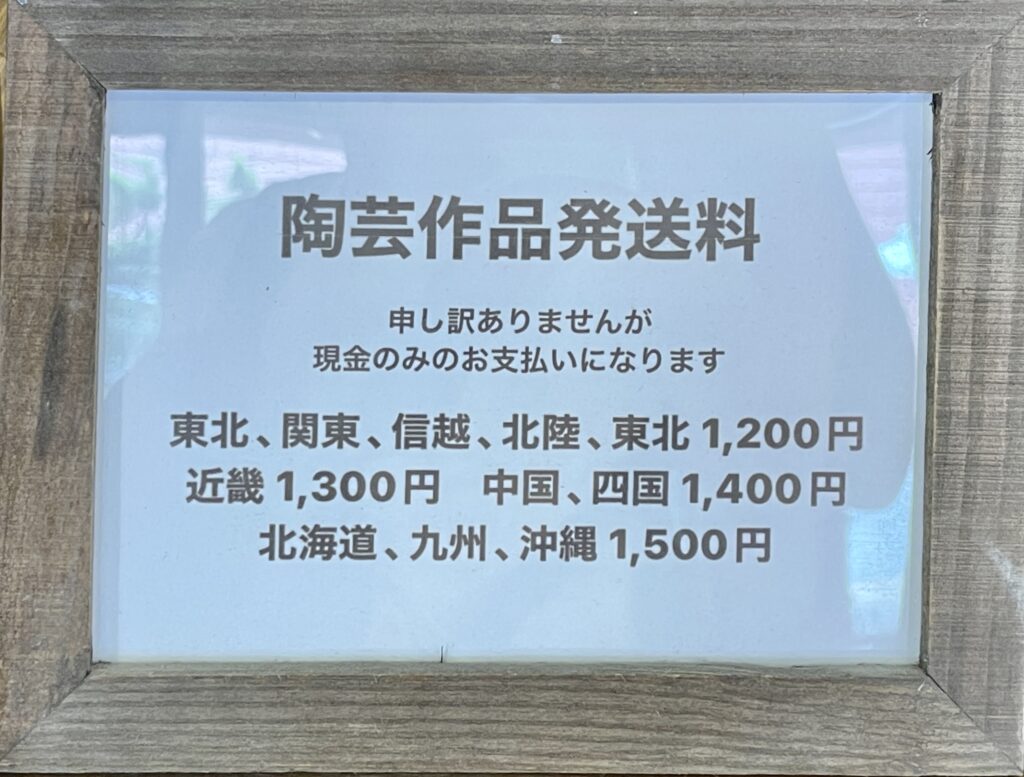 陶芸作品発送料
申し訳ありませんが
現金のみのお支払いになります
東北、関東、信越、北陸、東北 1,200円
近畿 1,300円　中国、四国 1,400円
北海道、九州、沖縄 1,500円